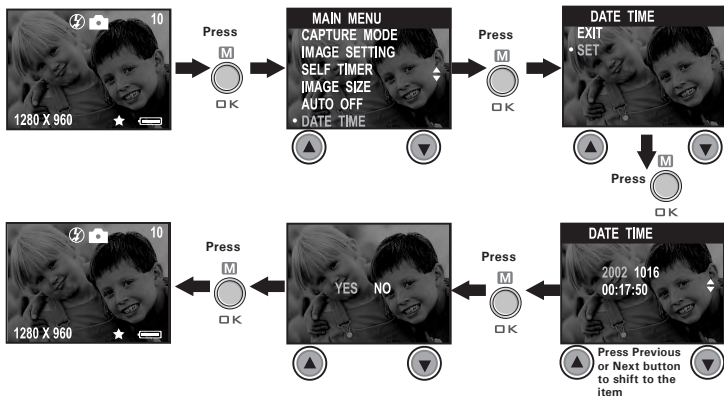 10
1280 X 960
Press
M
OK
MAIN MENU
CAPTURE MODE
IMAGE SETTING
SELF TIMER
IMAGE SIZE
AUTO OFF
• DATE TIME
Press
M
OK
DATE TIME
EXIT
• SET
Press
M
OK
DATE TIME
2002 1016
00:17:50
Press Previous
or Next button
to shift to the
item
Press
M
OK
YES NO
Press
M
OK
10
1280 X 960